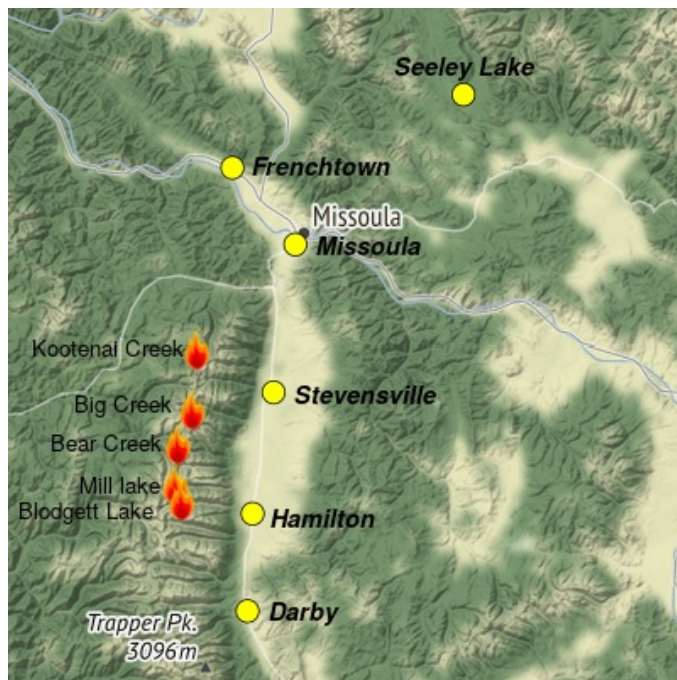 Seeley Lake
Frenchtown
Missoula
Missoula
Kootenai Creek
Stevensville
Big Creek
Bear Creek
Mill lake
Blodgett Lake
Hamilton
Darby
Trapper Pk.
3096m